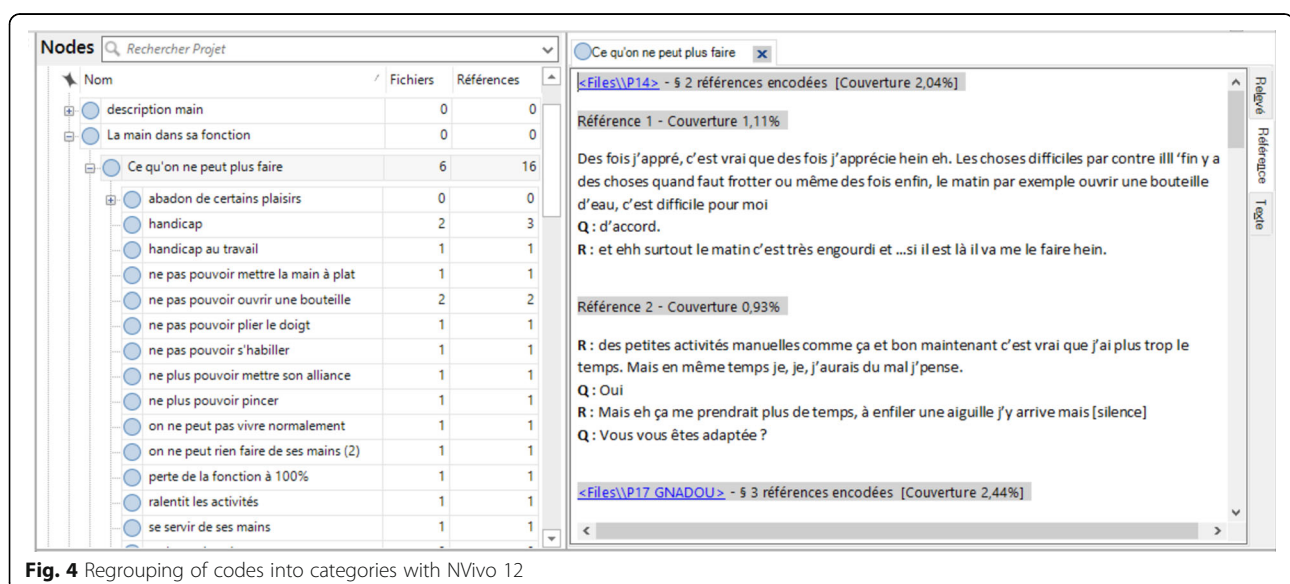 Nodes Rechercher Projet
Nom Fichiers Références
description main 0 0
La main dans sa fonction 0 0
Ce qu'on ne peut plus faire 6 16
abadon de certains plaisirs 0 0
handicap 2 3
handicap au travail 1 1
ne pas pouvoir mettre la main à plat 1 1
ne pas pouvoir ouvrir une bouteille 2 2
ne pas pouvoir plier le doigt 1 1
ne pas pouvoir s'habiller 1 1
ne plus pouvoir mettre son alliance 1 1
ne plus pouvoir pincer 1 1
on ne peut pas vivre normalement 1 1
on ne peut rien faire de ses mains (2) 1 1
perte de la fonction à 100% 1 1
ralentit les activités 1 1
se servir de ses mains 1 1
Ce qu'on ne peut plus faire
<Files\\P14> - § 2 références encodées [Couverture 2,04%]
Référence 1 - Couverture 1,11%
Des fois j'appré, c'est vrai que des fois j'apprécie hein eh. Les choses difficiles par contre illl 'fin y a
des choses quand faut frotter ou même des fois enfin, le matin par exemple ouvrir une bouteille
d'eau, c'est difficile pour moi
Q : d'accord.
R : et ehh surtout le matin c'est très engourdi et ...si il est là il va me le faire hein.
Référence 2 - Couverture 0,93%
R : des petites activités manuelles comme ça et bon maintenant c'est vrai que j'ai plus trop le
temps. Mais en même temps je, je, j'aurais du mal j'pense.
Q : Oui
R : Mais eh ça me prendrait plus de temps, à enfiler une aiguille j'y arrive mais [silence]
Q : Vous vous êtes adaptée ?
<Files\\P17 GNADOU> - § 3 références encodées [Couverture 2,44%]
Relevé
Référence
Texte
Fig. 4 Regrouping of codes into categories with NVivo 12